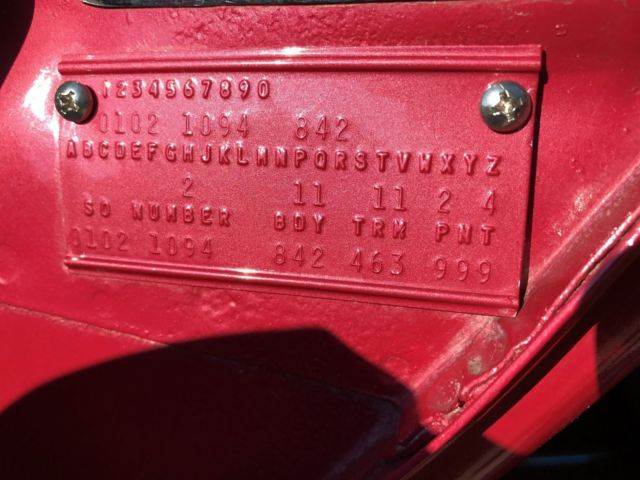 1234567890
0102 1094 842
ABCDEFGHJKLMNPQRSTVWXYZ
2 11 11 2 4
SO NUMBER BDY TRM PNT
0102 1094 842 463 999